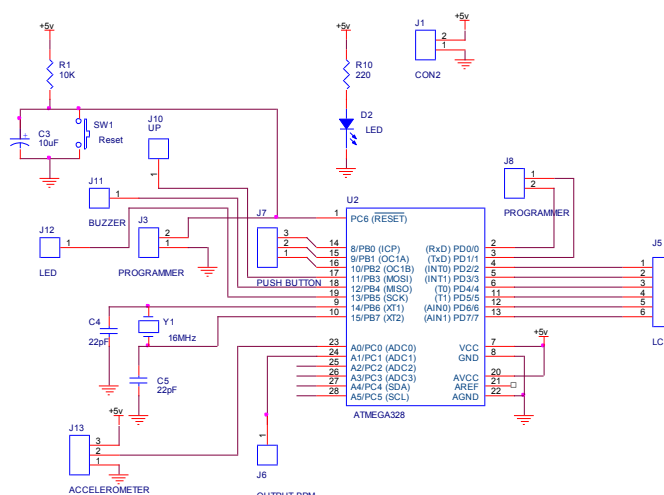 +5v
+5v
+5v
J1
2
1
CON2
R1
10K
R10
220
D2
LED
SW1
Reset
C3
10uF
+
J10
UP
1
J8
1
2
PROGRAMMER
J11
1
BUZZER
J12
1
LED
J3
2
1
PROGRAMMER
J7
3
2
1
PUSH BUTTON
U2
1 PC6 (RESET)
14 8/PB0 (ICP) (RxD) PD0/0 2
15 9/PB1 (OC1A) (TxD) PD1/1 3
16 10/PB2 (OC1B) (INT0) PD2/2 4
17 11/PB3 (MOSI) (INT1) PD3/3 5
18 12/PB4 (MISO) (T0) PD4/4 6
19 13/PB5 (SCK) (T1) PD5/5 11
9 14/PB6 (XT1) (AIN0) PD6/6 12
10 15/PB7 (XT2) (AIN1) PD7/7 13
23 A0/PC0 (ADC0) VCC 7
24 A1/PC1 (ADC1) GND 8
25 A2/PC2 (ADC2)
26 A3/PC3 (ADC3) AVCC 20
27 A4/PC4 (SDA) AREF 21
28 A5/PC5 (SCL) AGND 22
ATMEGA328
J5
1
2
3
4
5
6
LC
+5v
C4
22pF
Y1
16MHz
C5
22pF
J13
+5v
3
2
1
ACCELEROMETER
1
J6
OUTPUT BPM